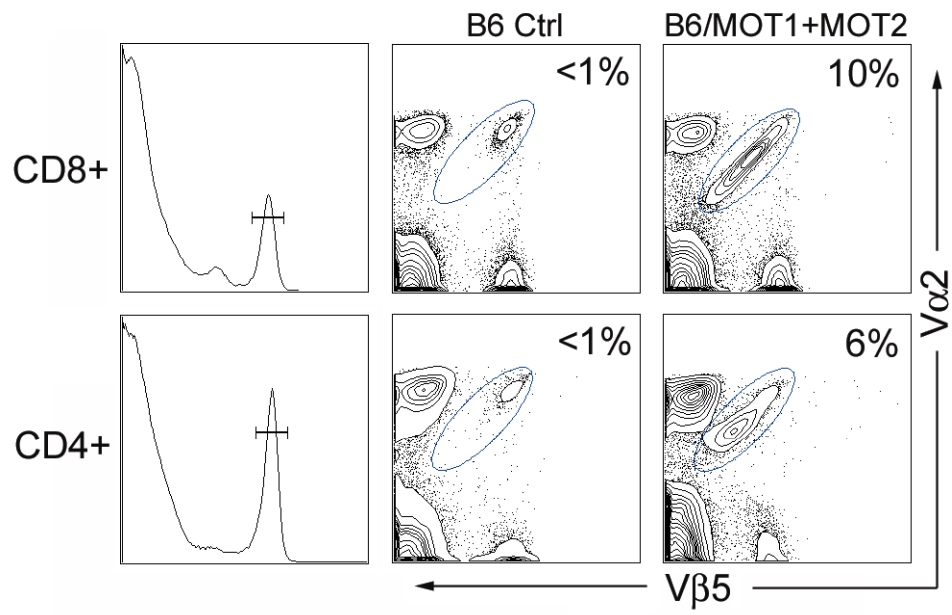 B6 Ctrl
B6/MOT1+MOT2
CD8+
<1%
10%
CD4+
<1%
6%
Vα2
Vβ5